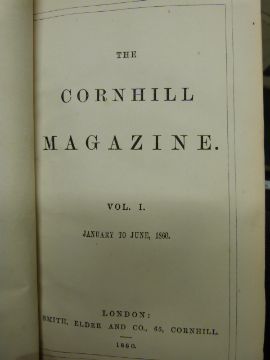 THE
CORNHILL
MAGAZINE.
VOL. I.
JANUARY TO JUNE, 1860.
LONDON:
SMITH, ELDER AND CO., 65, CORNHILL.
1860.